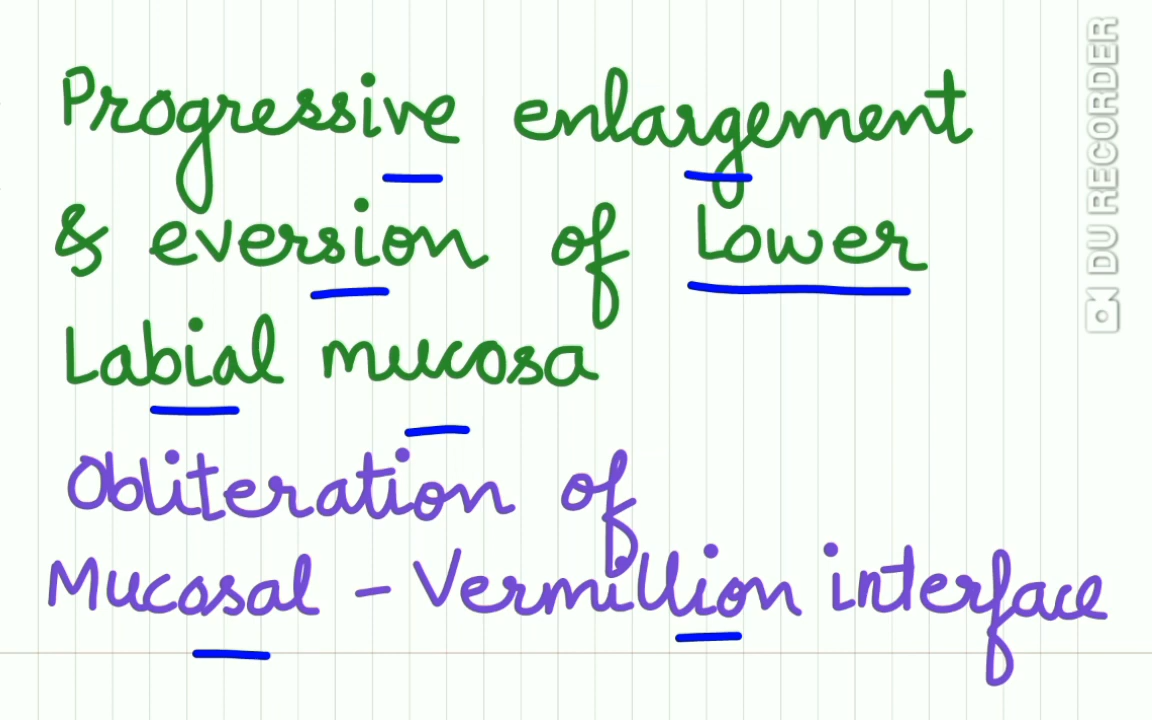 Progressive enlargement
& eversion of Lower
Labial mucosa
Obliteration of
Mucosal - Vermillion interface
DU RECORDER